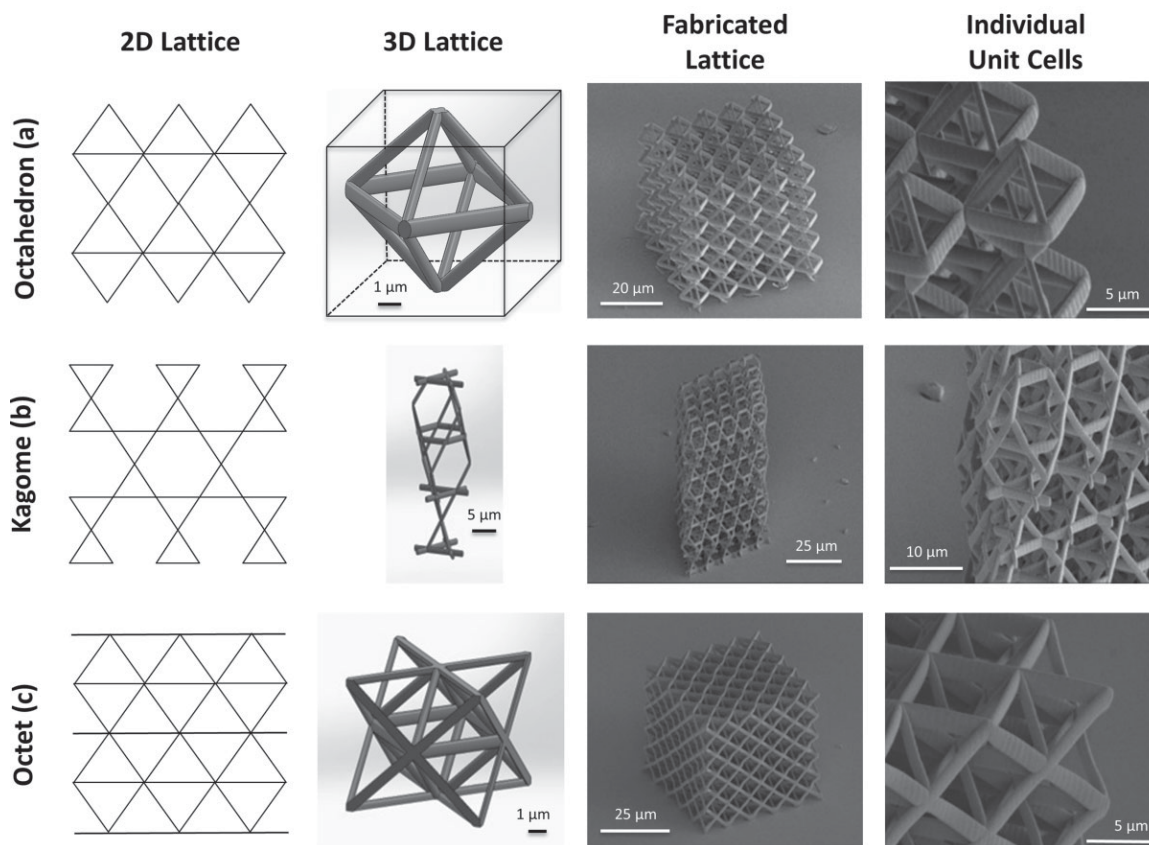 2D Lattice
3D Lattice
Fabricated
Lattice
Individual
Unit Cells
Octahedron (a)
1 μm
20 μm
5 μm
Kagome (b)
5 μm
25 μm
10 μm
Octet (c)
1 μm
25 μm
5 μm